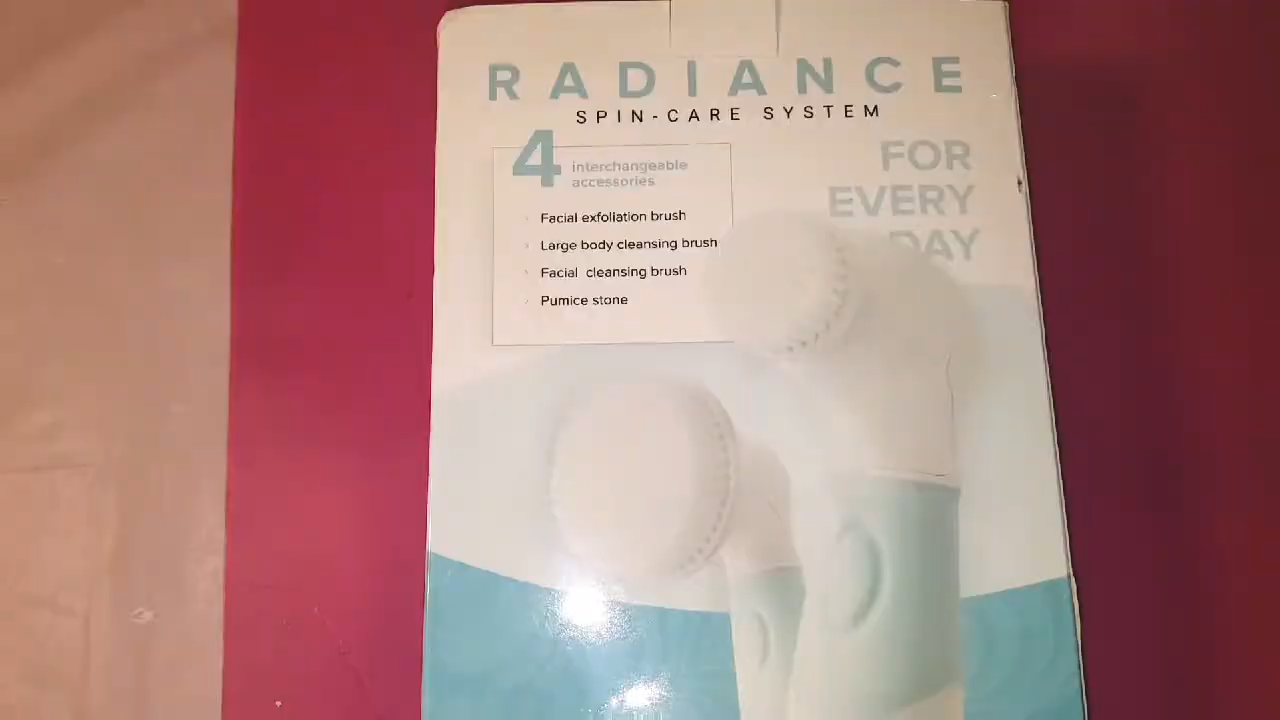 RADIANCE
SPIN-CARE SYSTEM
4 interchangeable
accessories
Facial exfoliation brush
Large body cleansing brush
Facial cleansing brush
Pumice stone
FOR
EVERY
DAY